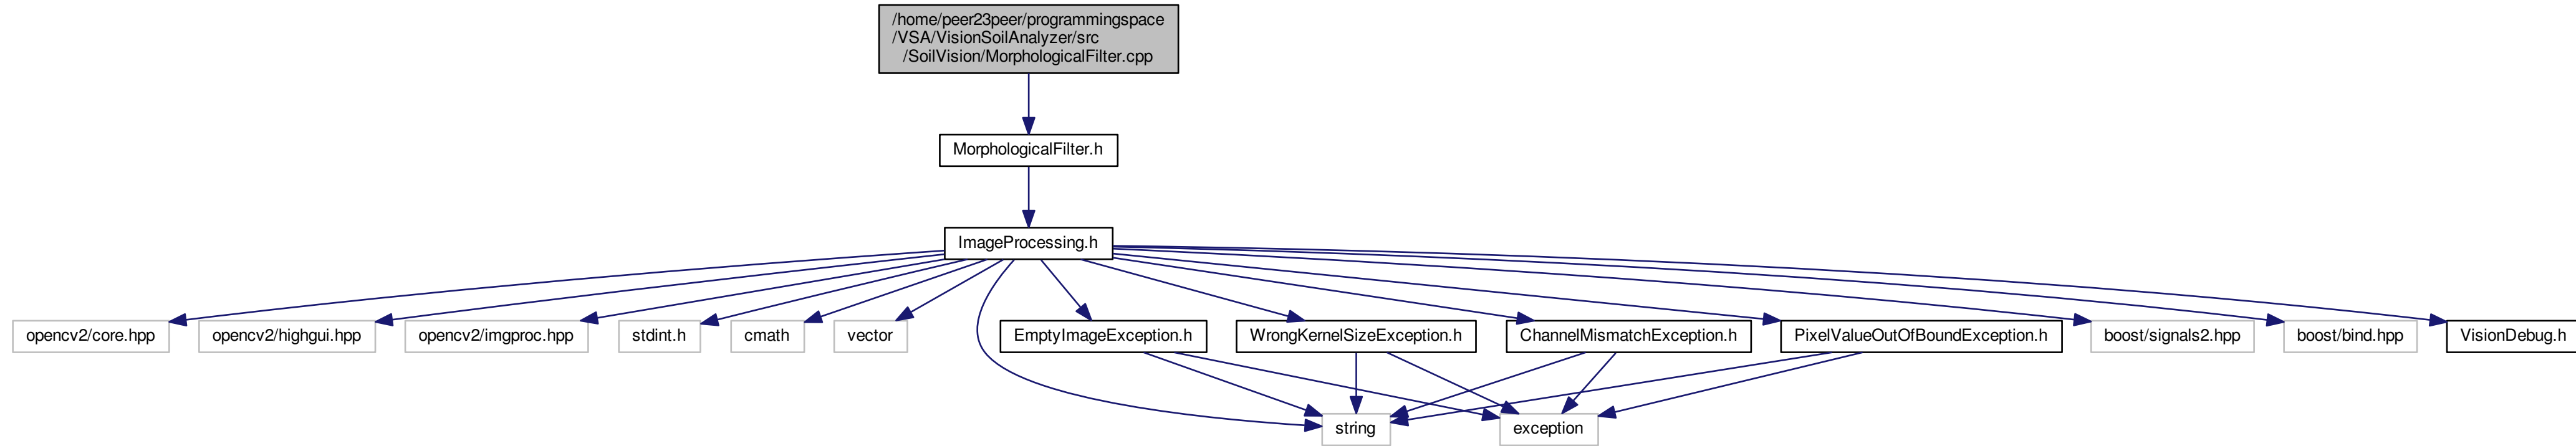 /home/peer23peer/programmingspace
/VSA/VisionSoilAnalyzer/src
/SoilVision/MorphologicalFilter.cpp
MorphologicalFilter.h
ImageProcessing.h
opencv2/core.hpp
opencv2/highgui.hpp
opencv2/imgproc.hpp
stdint.h
cmath
vector
EmptyImageException.h
WrongKernelSizeException.h
ChannelMismatchException.h
PixelValueOutOfBoundException.h
boost/signals2.hpp
boost/bind.hpp
VisionDebug.h
string
exception